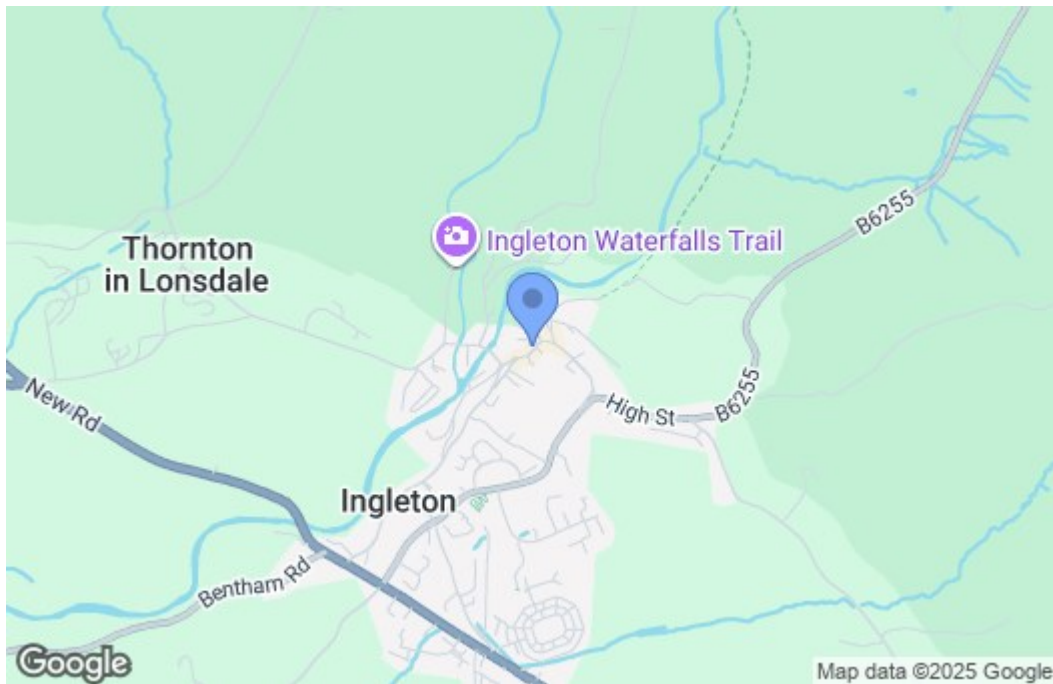 B6255
Ingleton Waterfalls Trail
Thornton
in Lonsdale
New Rd
High St
B6255
Ingleton
Bentham Rd
Google
Map data ©2025 Google